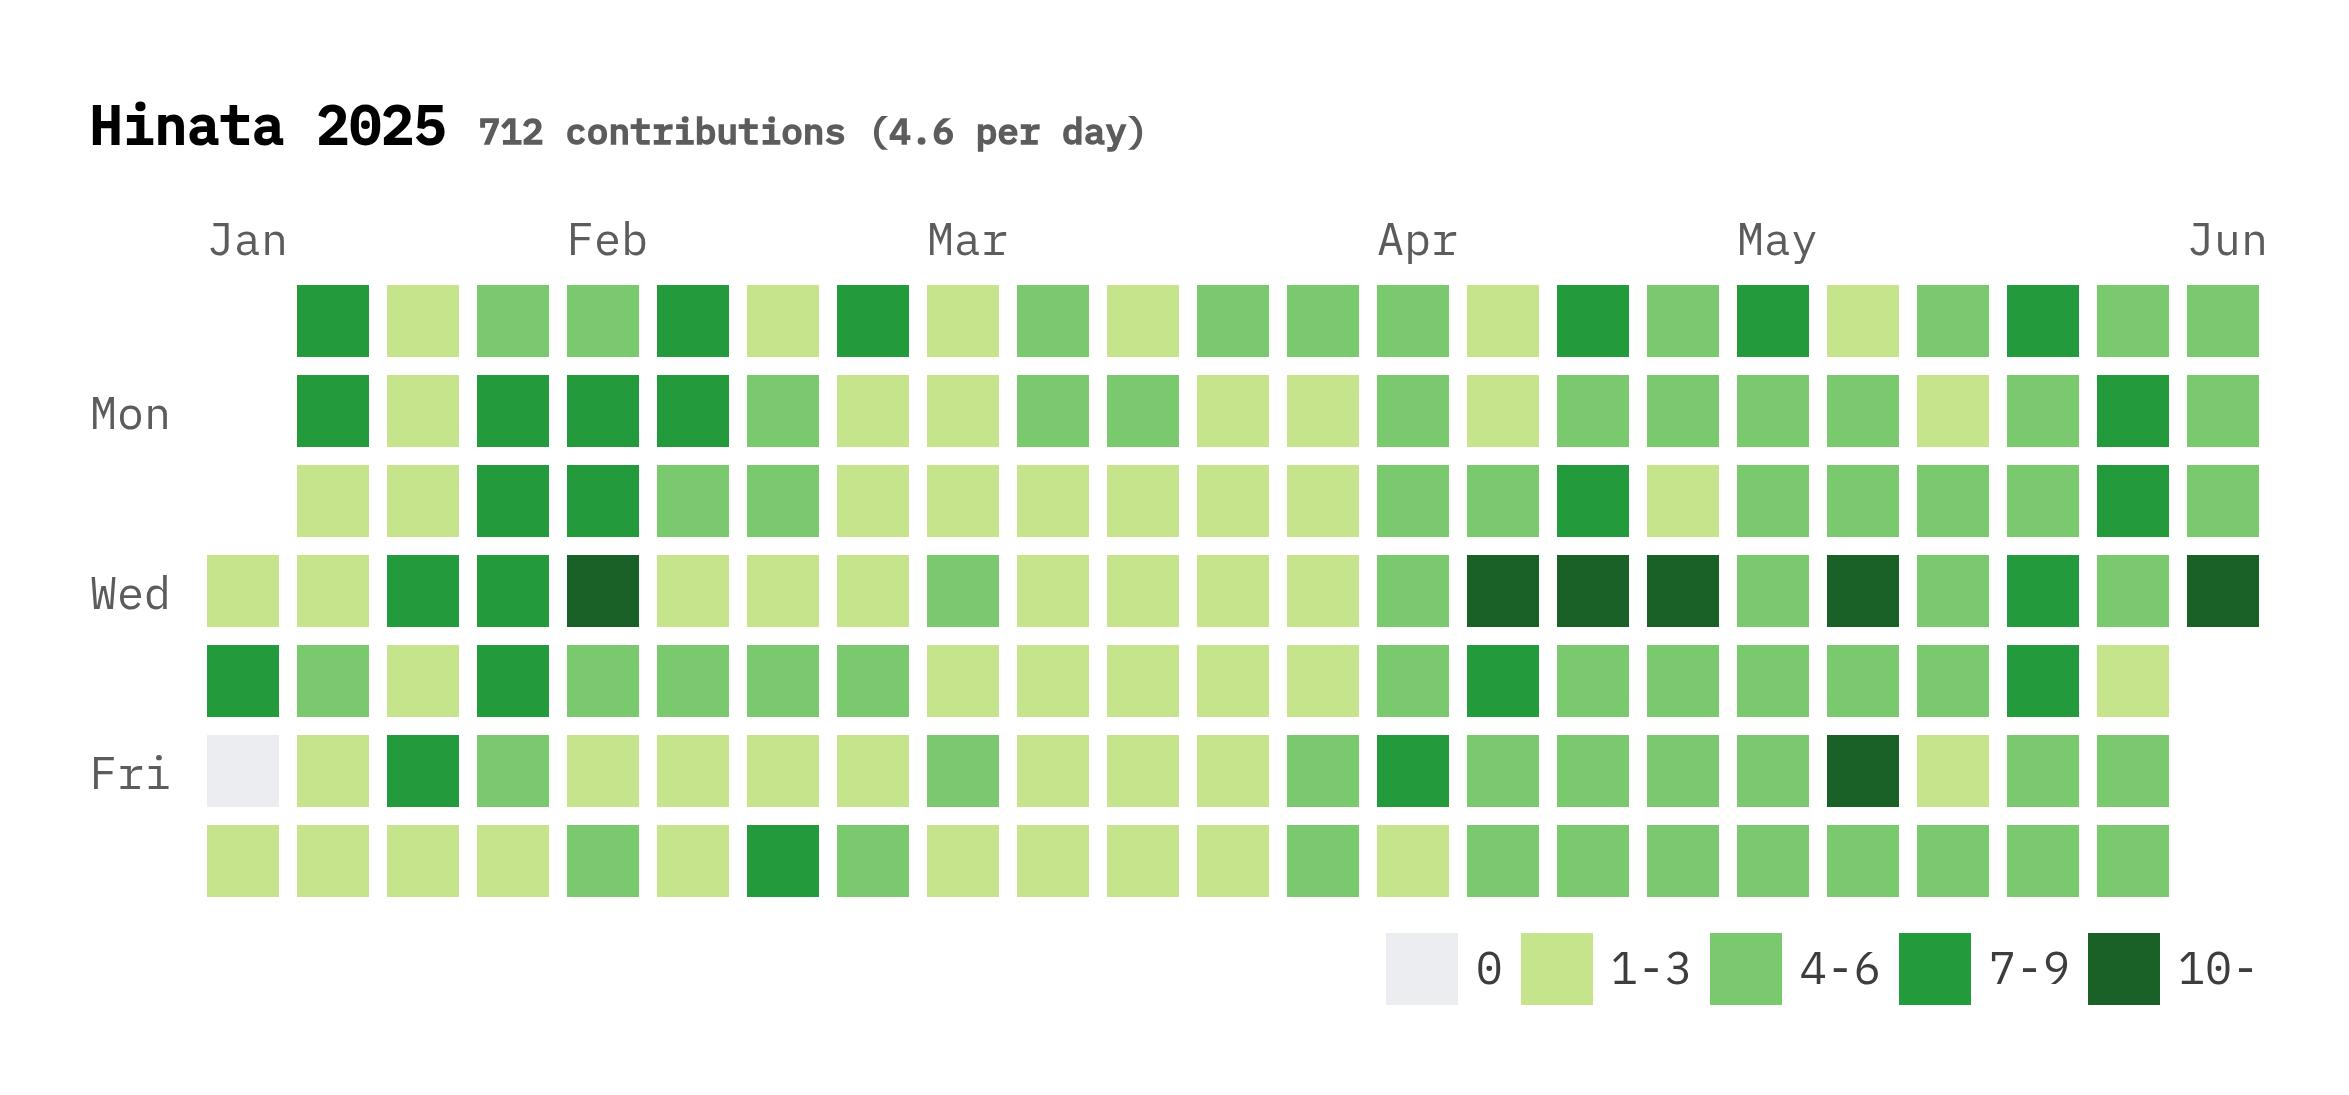 Hinata 2025 712 contributions (4.6 per day)
Jan Feb Mar Apr May Jun
Mon
Wed
Fri
0 1-3 4-6 7-9 10-